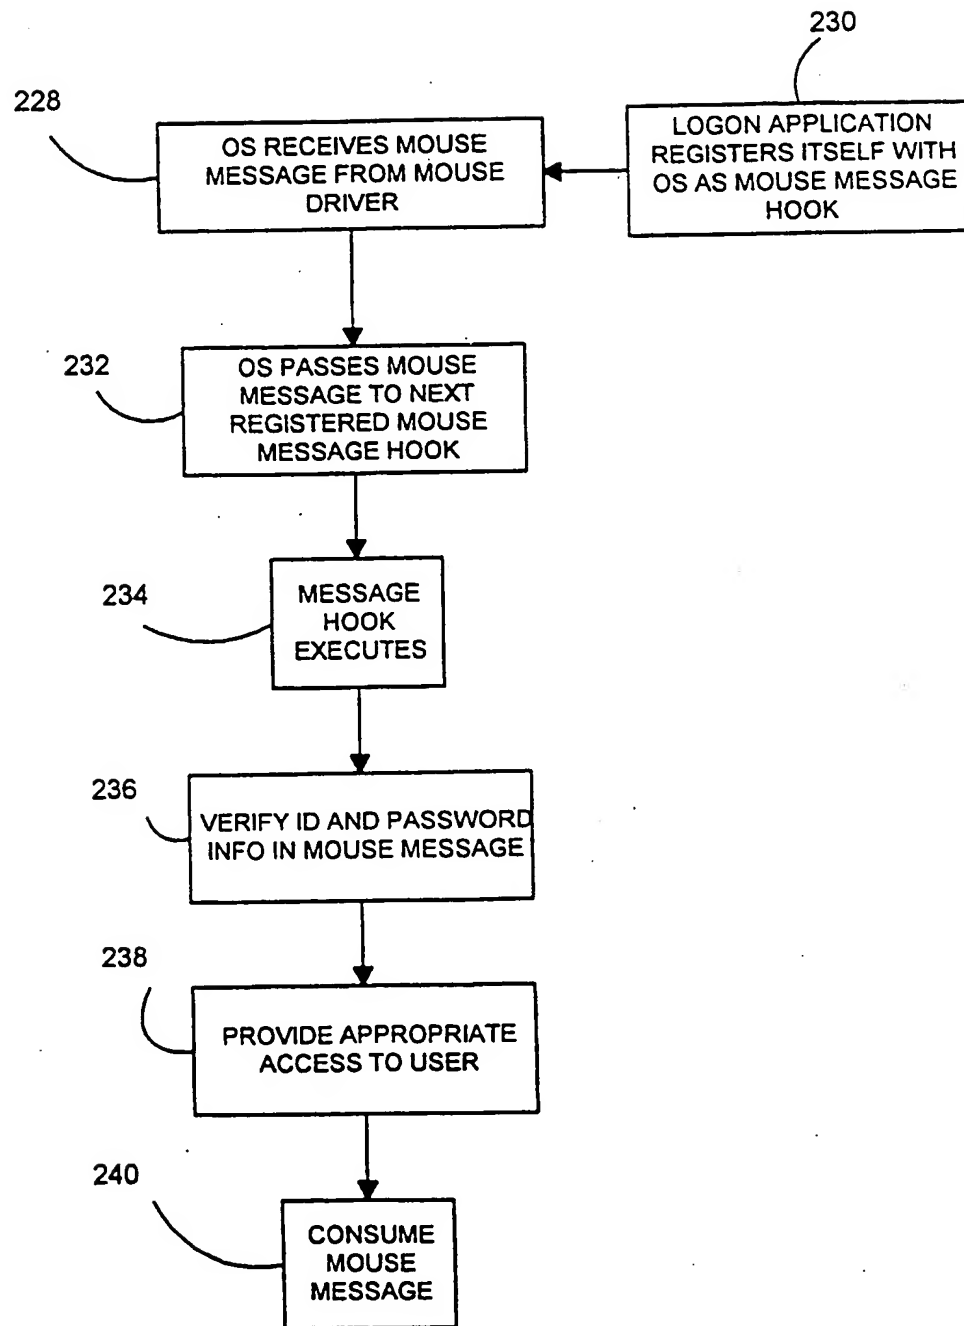 230
228
OS RECEIVES MOUSE
MESSAGE FROM MOUSE
DRIVER
LOGON APPLICATION
REGISTERS ITSELF WITH
OS AS MOUSE MESSAGE
HOOK
232
OS PASSES MOUSE
MESSAGE TO NEXT
REGISTERED MOUSE
MESSAGE HOOK
234
MESSAGE
HOOK
EXECUTES
236
VERIFY ID AND PASSWORD
INFO IN MOUSE MESSAGE
238
PROVIDE APPROPRIATE
ACCESS TO USER
240
CONSUME
MOUSE
MESSAGE